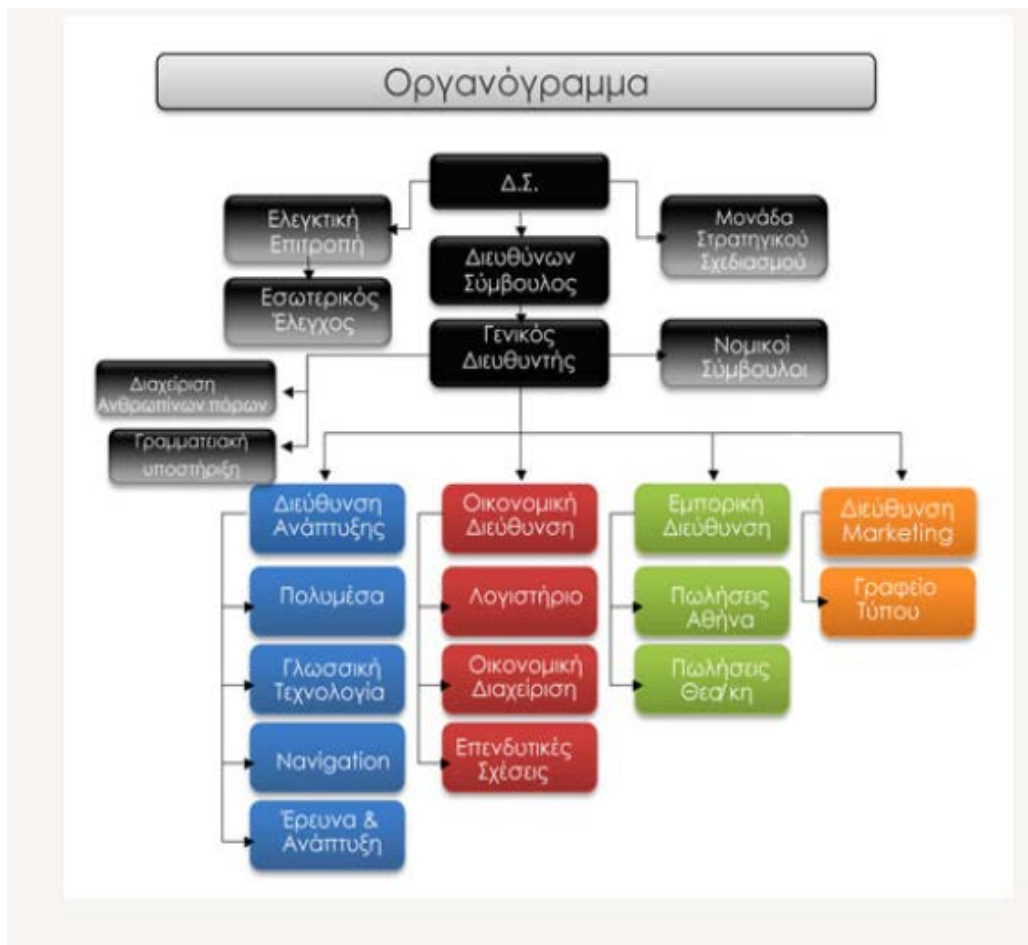 Οργανόγραμμα
Δ.Σ.
Ελεγκτική
Επιτροπή
Μονάδα
Στρατηγικού
Σχεδιασμού
Διευθύνων
Σύμβουλος
Εσωτερικός
Έλεγχος
Γενικός
Διευθυντής
Νομικοί
Σύμβουλοι
Διαχείριση
Ανθρωπίνων πόρων
Γραμματειακή
υποστήριξη
Διεύθυνση
Ανάπτυξης
Οικονομική
Διεύθυνση
Εμπορική
Διεύθυνση
Διεύθυνση
Marketing
Πολυμέσα
Λογιστήριο
Πωλήσεις
Αθήνα
Γραφείο
Τύπου
Γλωσσική
Τεχνολογία
Οικονομική
Διαχείριση
Πωλήσεις
Θεα/κη
Navigation
Επενδυτικές
Σχέσεις
Έρευνα &
Ανάπτυξη